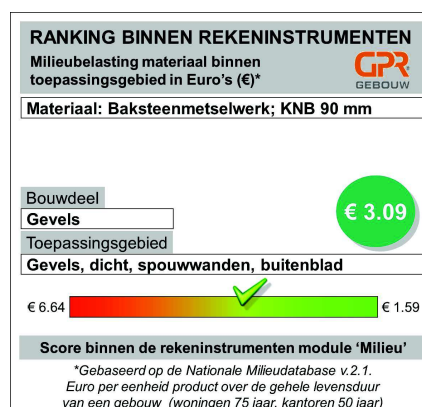 RANKING BINNEN REKENINSTRUMENTEN
Milieubelasting materiaal binnen
toepassingsgebied in Euro's (€)*
GPR
GEBOUW
Materiaal: Baksteenmetselwerk; KNB 90 mm
Bouwdeel
Gevels
€ 3.09
Toepassingsgebied
Gevels, dicht, spouwwanden, buitenblad
€ 6.64
€ 1.59
Score binnen de rekeninstrumenten module ‘Milieu’
*Gebaseerd op de Nationale Milieudatabase v.2.1.
Euro per eenheid product over de gehele levensduur
van een gebouw (woningen 75 jaar, kantoren 50 jaar)